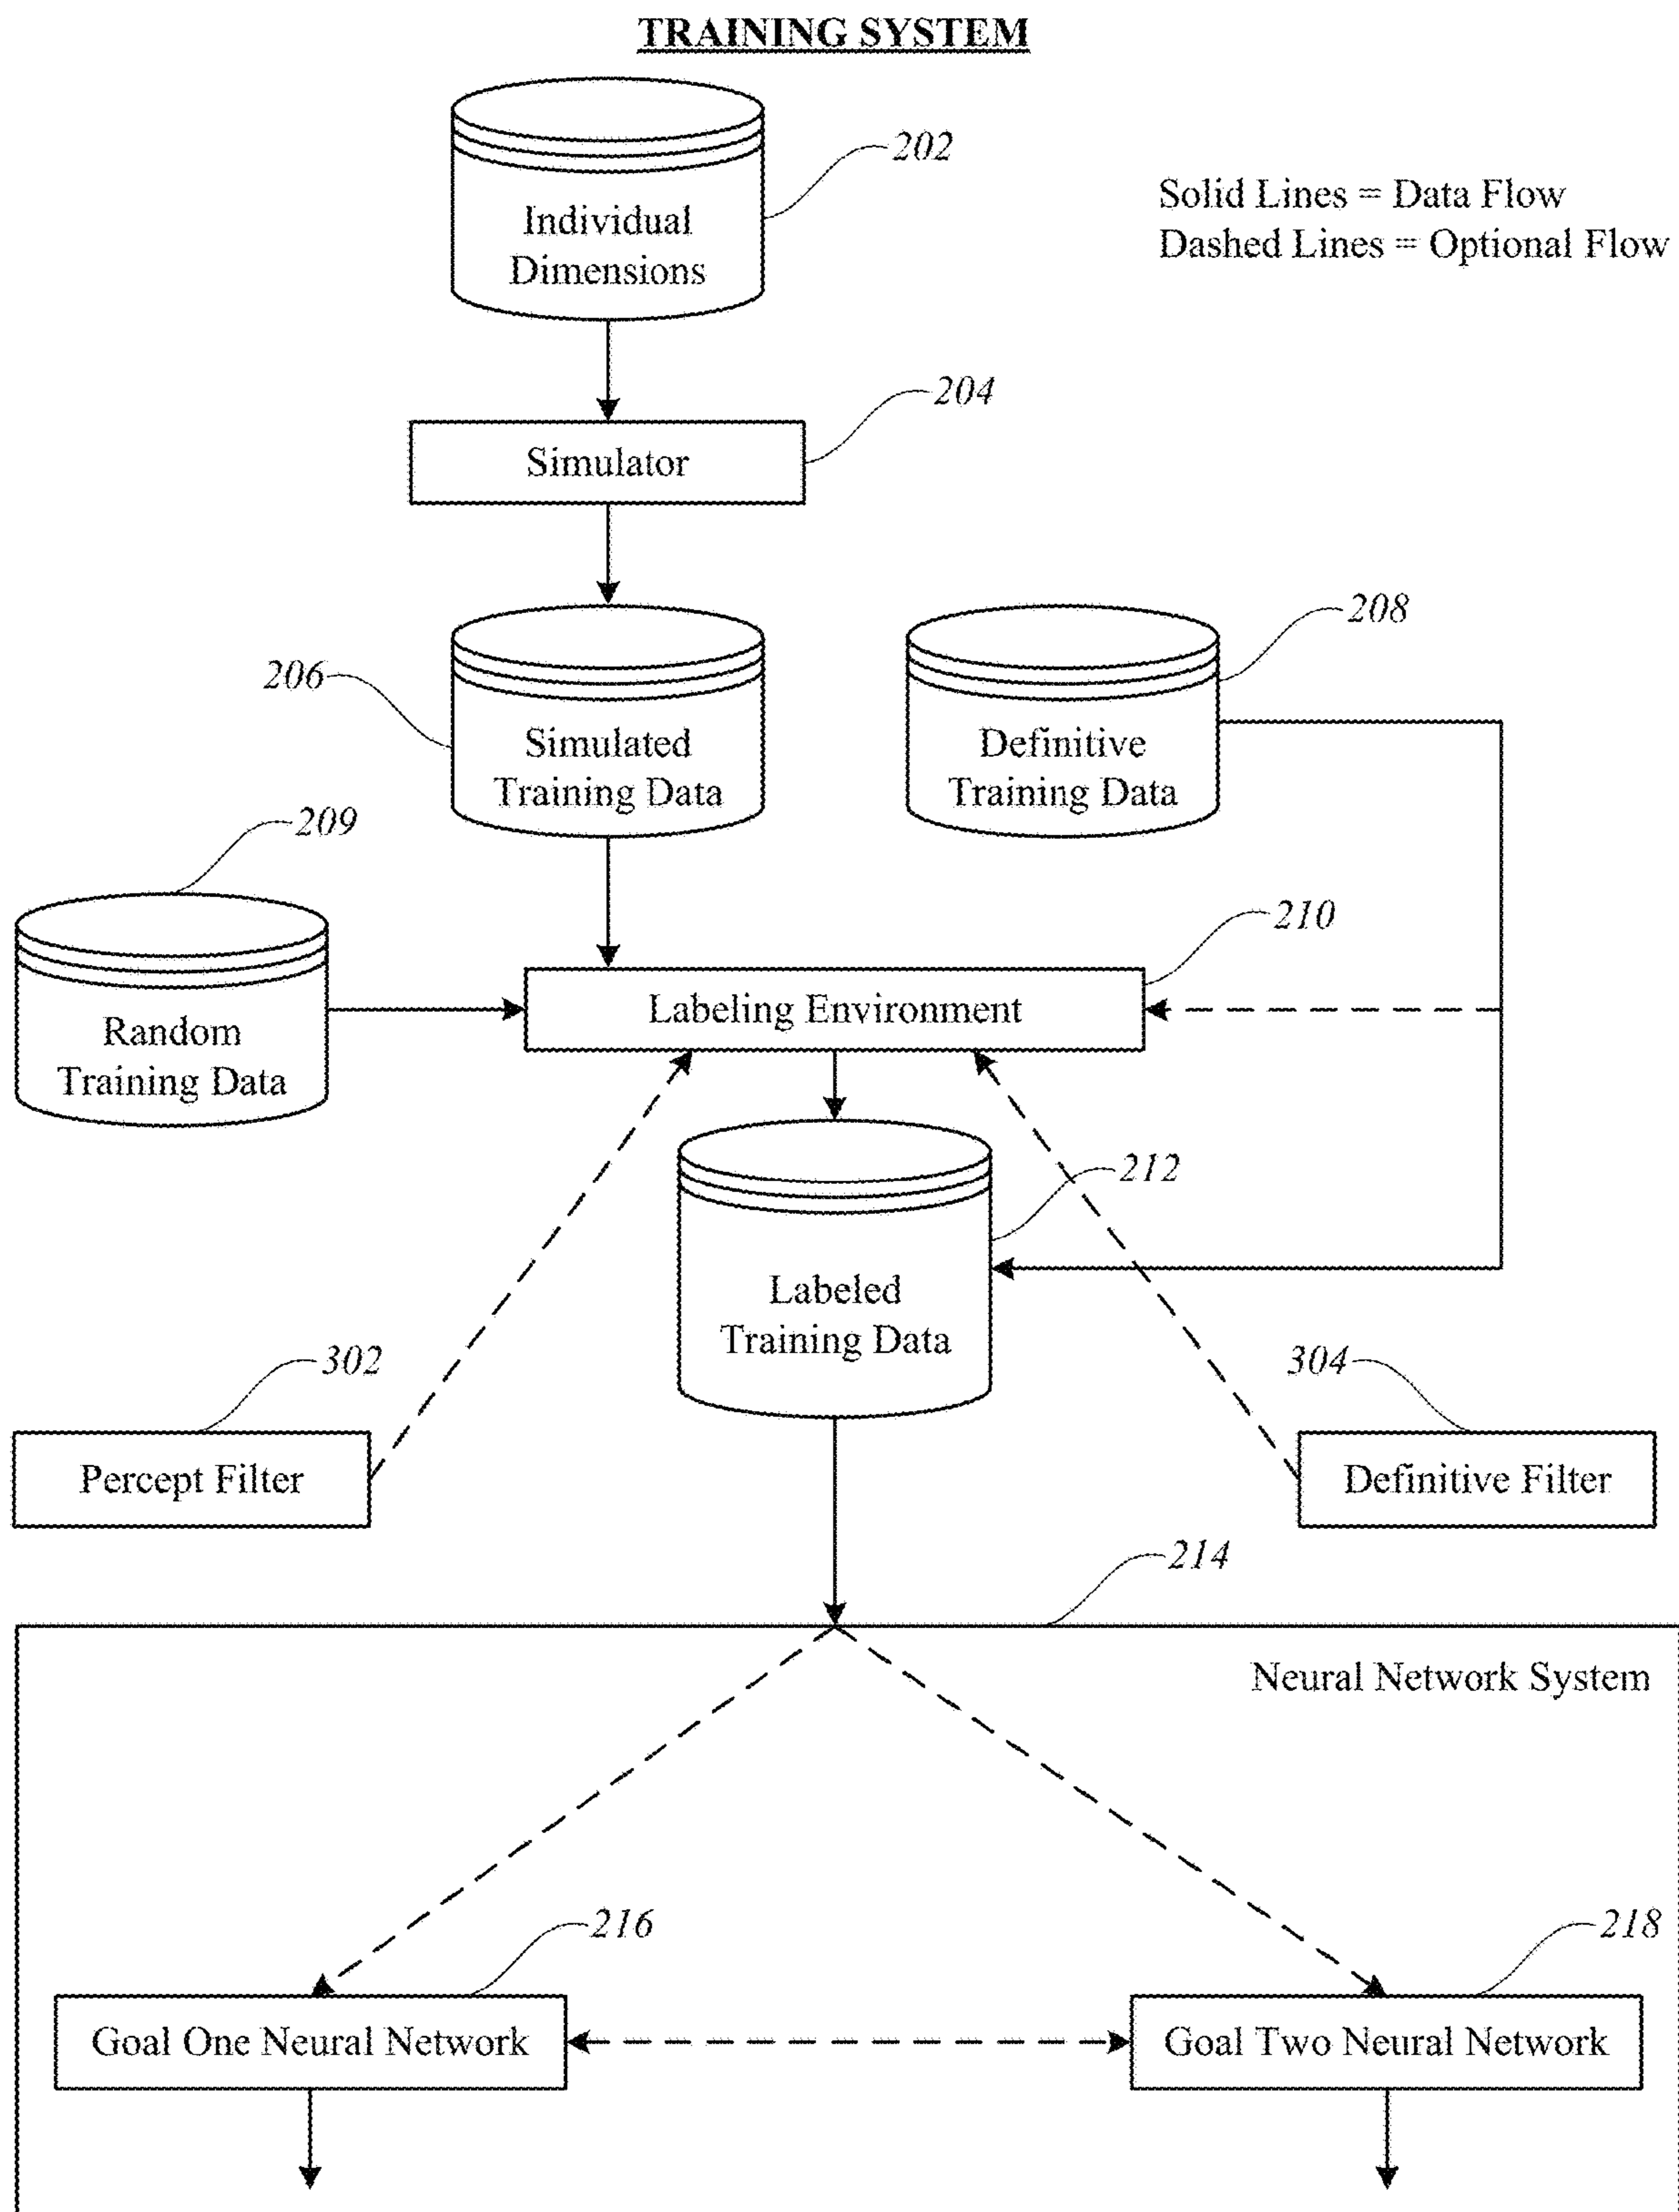 TRAINING SYSTEM
202
Individual
Dimensions
Solid Lines = Data Flow
Dashed Lines = Optional Flow
204
Simulator
206
Simulated
Training Data
208
Definitive
Training Data
209
Random
Training Data
210
Labeling Environment
212
Labeled
Training Data
302
Percept Filter
304
Definitive Filter
214
Neural Network System
216
Goal One Neural Network
218
Goal Two Neural Network